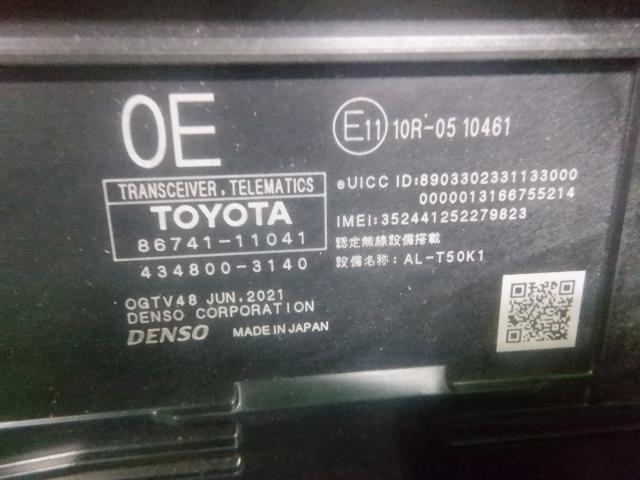 OE
TRANSCEIVER, TELEMATICS
TOYOTA
86741-11041
434800-3140
OGTV48 JUN, 2021
DENSO CORPORATION
DENSO MADE IN JAPAN
E11 10R-05 10461
eUICC ID:8903302331133000
0000013166755214
IMEI:352441252279823
認定無線設備搭載
設備名称: AL-T50K1